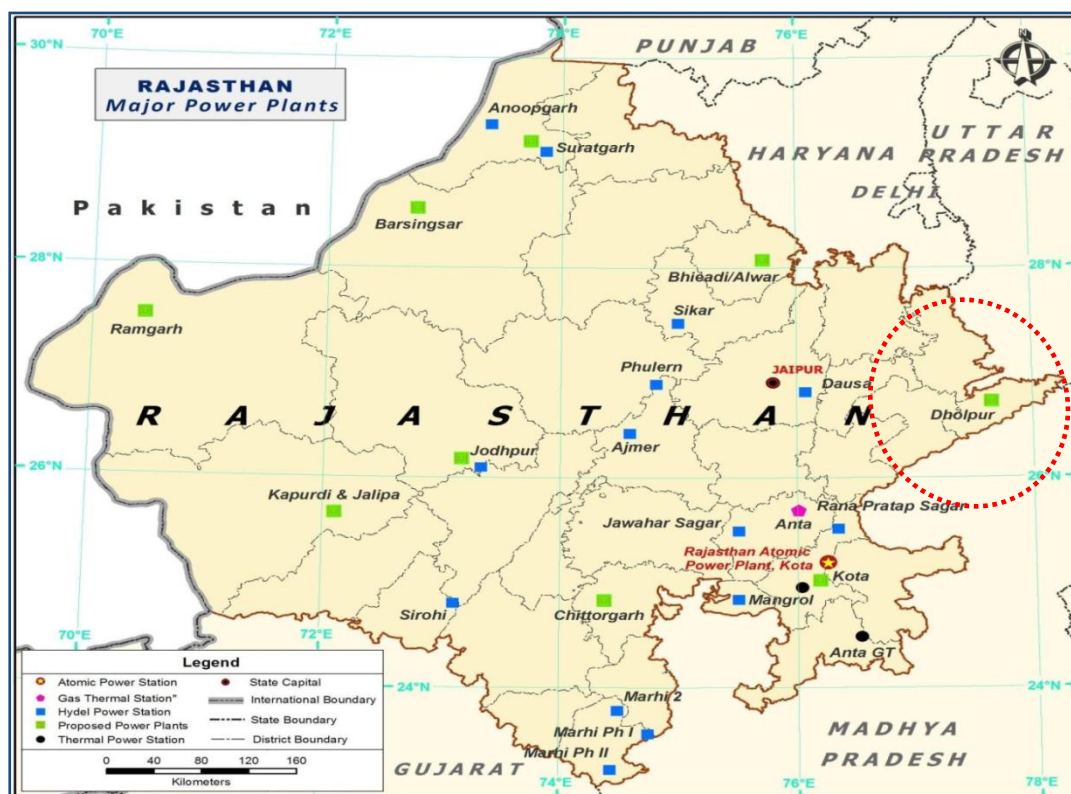 70°E
72°E
74°E
76°E
78°E
30°N
PUNJAB
N
RAJASTHAN
Major Power Plants
Anoopgarh
Suratgarh
HARYANA
UTTAR
PRADESH
DELHI
Pakistan
Barsingsar
28°N
28°N
Bhieadi/Alwar
Ramgarh
Sikar
Phulern
JAIPUR
Dausa
Dholpur
RAJASTHAN
Ajmer
Jodhpur
26°N
26°N
Kapurdi & Jalipa
Rana Pratap Sagar
Jawahar Sagar
Anta
Rajasthan Atomic
Power Plant, Kota
Kota
Sirohi
Chittorgarh
Mangrol
70°E
72°E
Anta GT
24°N
24°N
Marhi 2
Marhi Ph I
Marhi Ph II
MADHYA
PRADESH
GUJARAT
74°E
76°E
78°E
Legend
Atomic Power Station
State Capital
Gas Thermal Station"
International Boundary
Hydel Power Station
State Boundary
Proposed Power Plants
District Boundary
Thermal Power Station
0 40 80 120 160
Kilometers